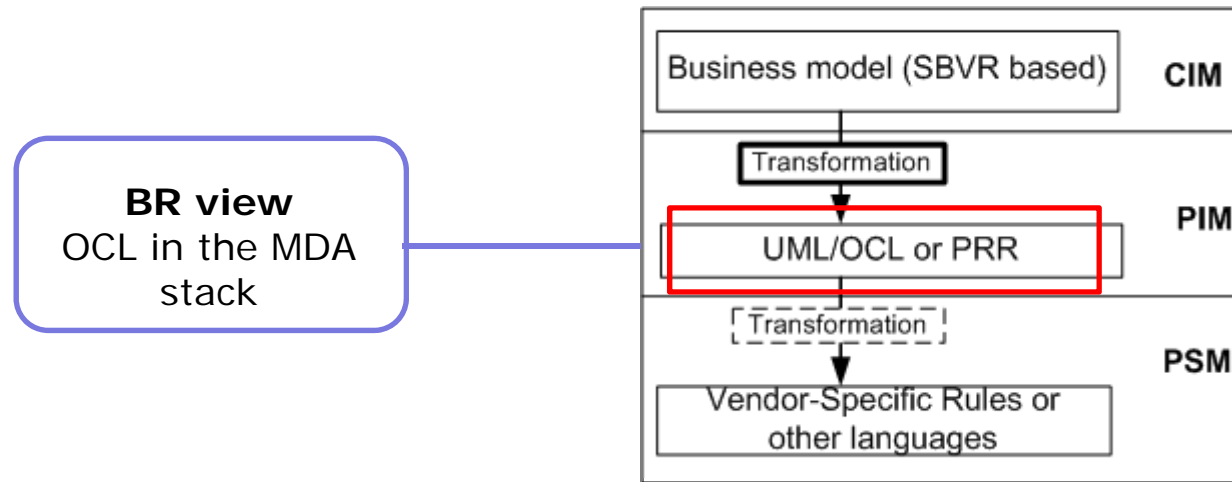 BR view
OCL in the MDA
stack
Business model (SBVR based)
CIM
Transformation
UML/OCL or PRR
PIM
Transformation
PSM
Vendor-Specific Rules or
other languages